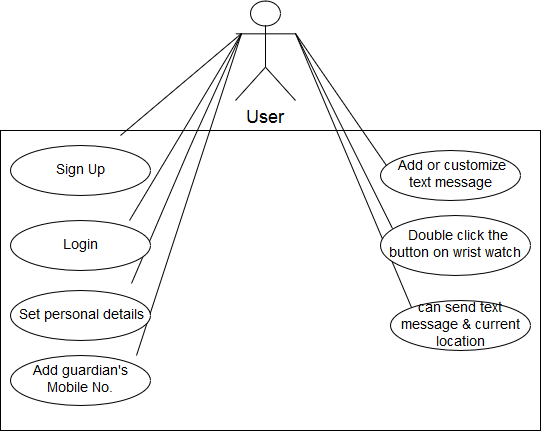 User
Sign Up
Login
Set personal details
Add guardian's
Mobile No.
Add or customize
text message
Double click the
button on wrist watch
can send text
message & current
location